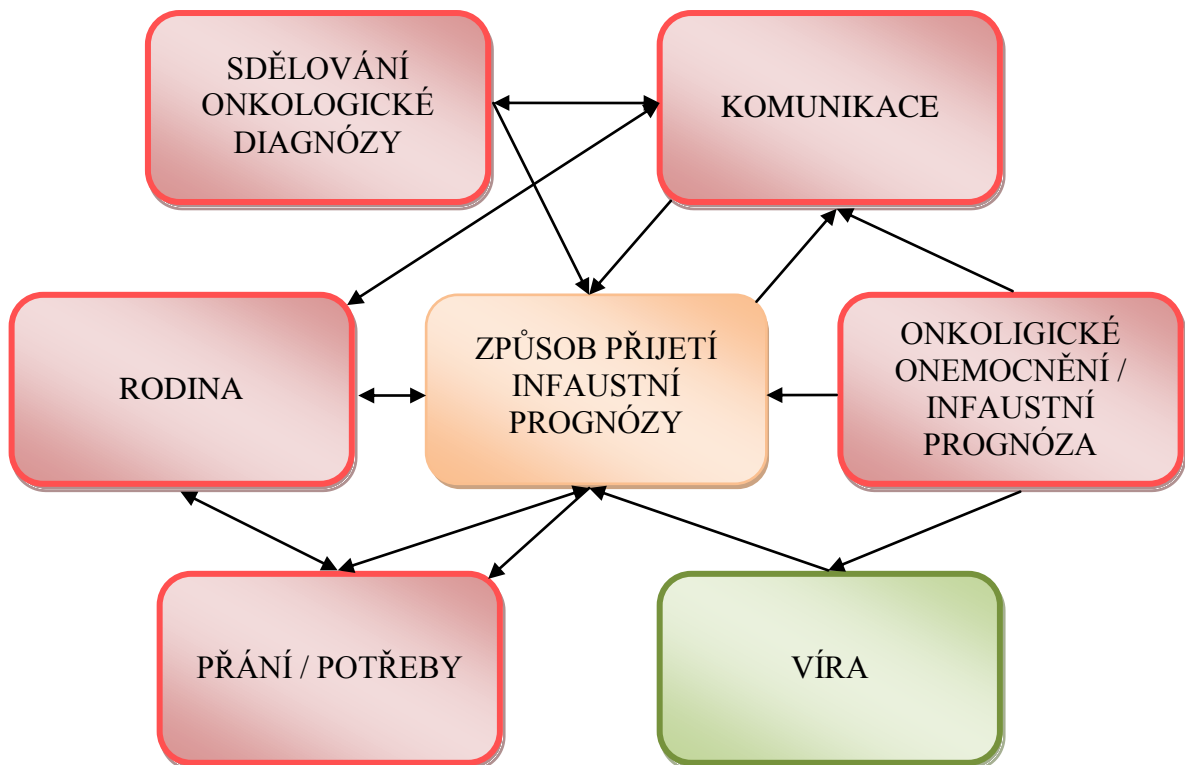 SDĚLOVÁNÍ
ONKOLOGICKÉ
DIAGNÓZY
KOMUNIKACE
RODINA
ZPŮSOB PŘIJETÍ
INFAUSTNÍ
PROGNÓZY
ONKOLIGICKÉ
ONEMOCNĚNÍ /
INFAUSTNÍ
PROGNÓZA
PŘÁNÍ / POTŘEBY
VÍRA